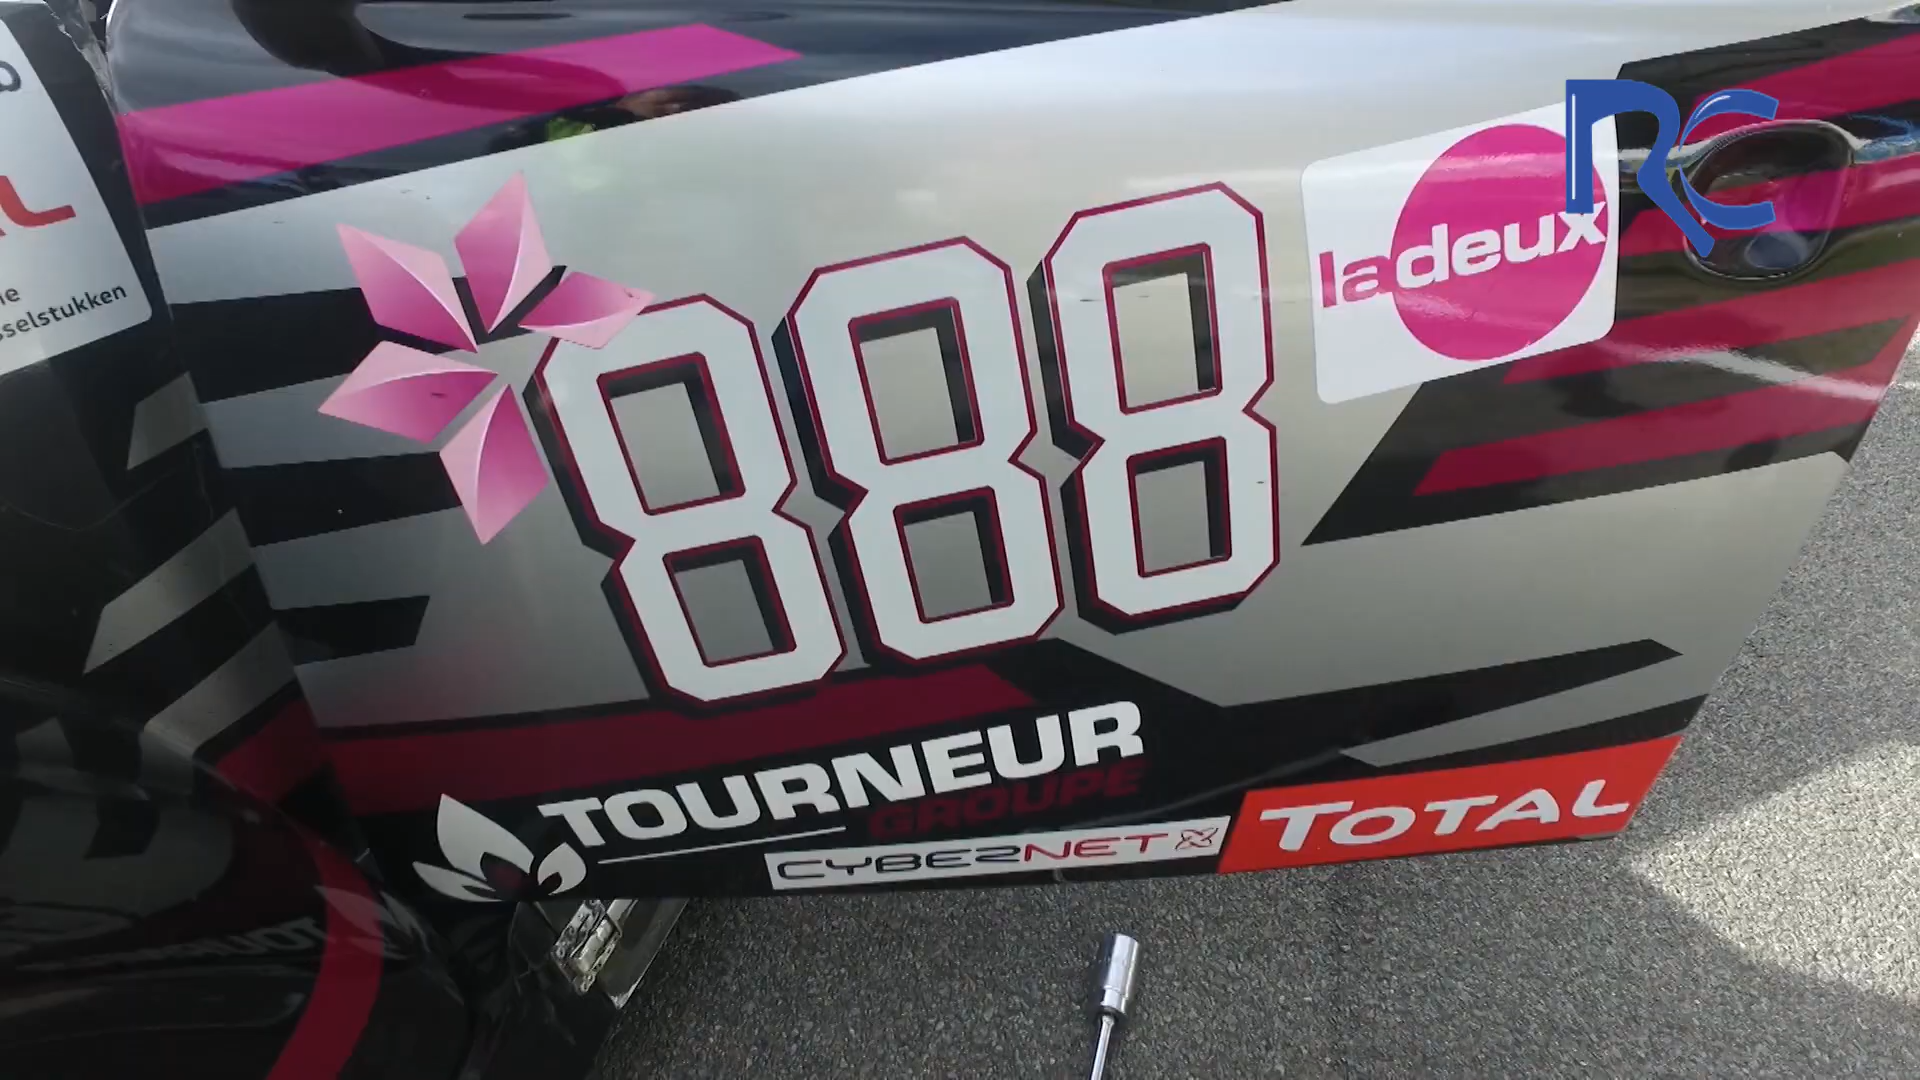 RC
ladeux
888
sselstukken
TOURNEUR
GROUPE
CYBERNET
TOTAL